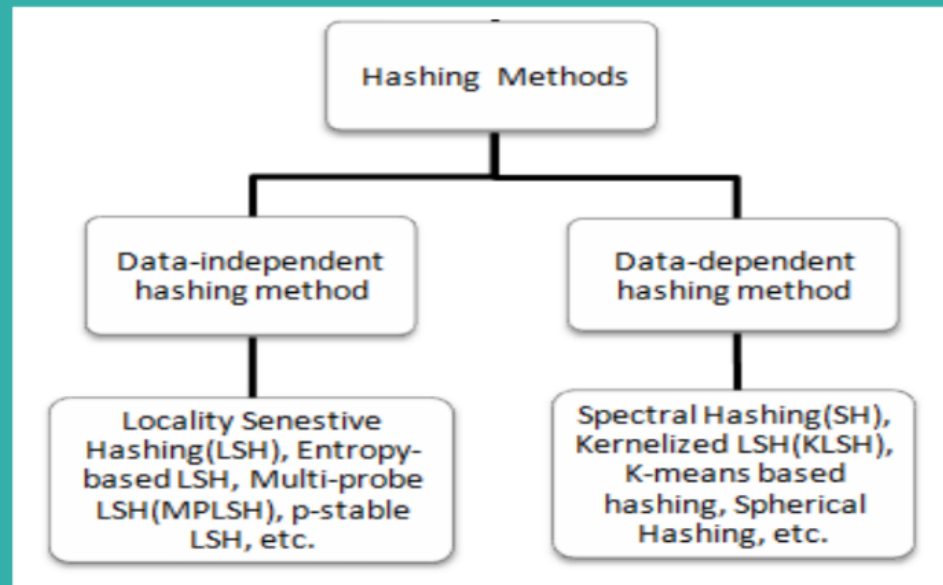 Hashing Methods
Data-independent
hashing method
Data-dependent
hashing method
Locality Senestive
Hashing(LSH), Entropy-
based LSH, Multi-probe
LSH(MPLSH), p-stable
LSH, etc.
Spectral Hashing(SH),
Kernelized LSH(KLSH),
K-means based
hashing, Spherical
Hashing, etc.